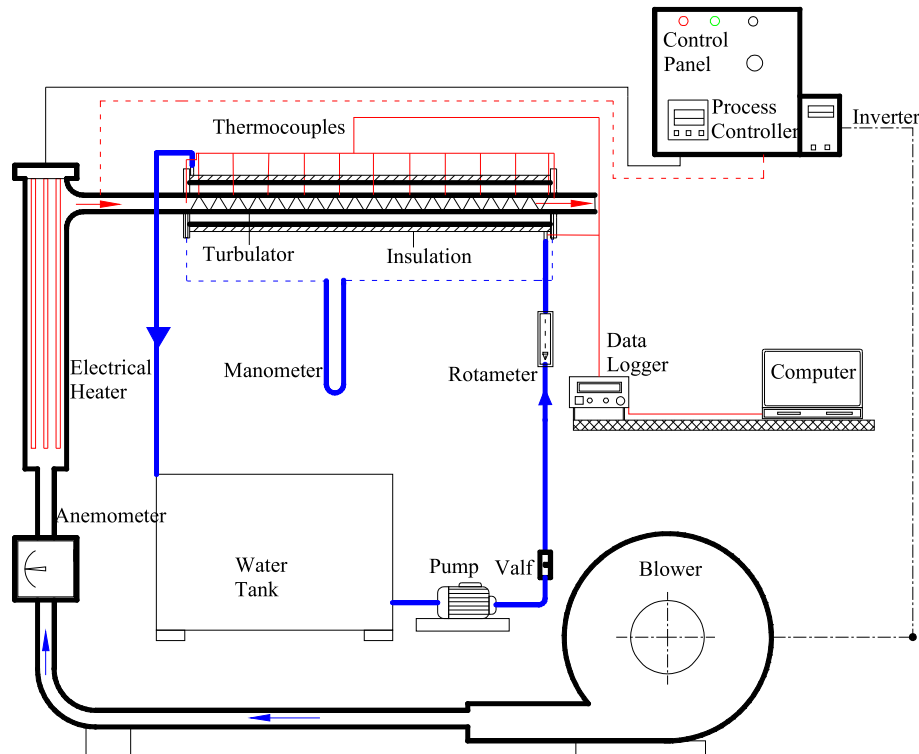 Control
Panel
Process
Controller
Inverter
Thermocouples
Turbulator
Insulation
Electrical
Heater
Manometer
Rotameter
Data
Logger
Computer
Anemometer
Water
Tank
Pump
Valf
Blower